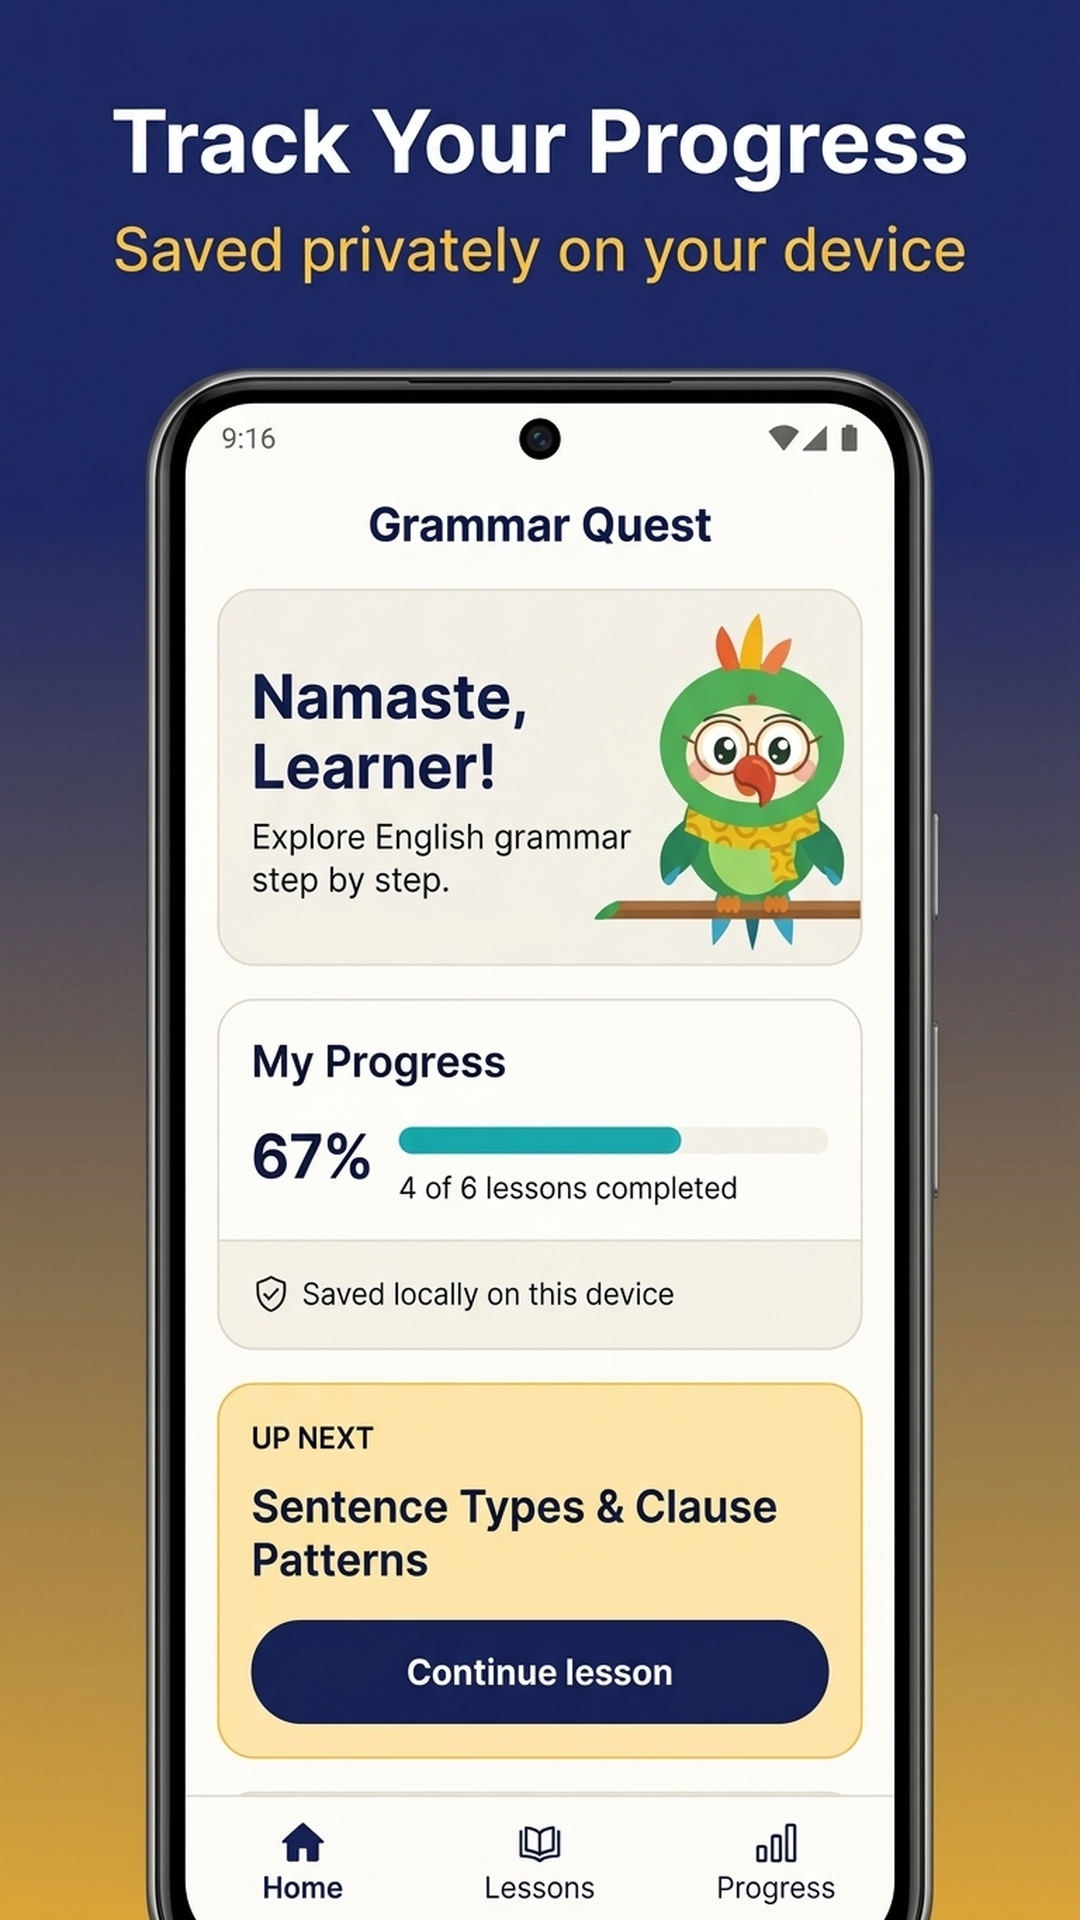 Track Your Progress
Saved privately on your device
9:16
Grammar Quest
Namaste,
Learner!
Explore English grammar
step by step.
My Progress
67%
4 of 6 lessons completed
Saved locally on this device
UP NEXT
Sentence Types & Clause
Patterns
Continue lesson
Home
Lessons
Progress